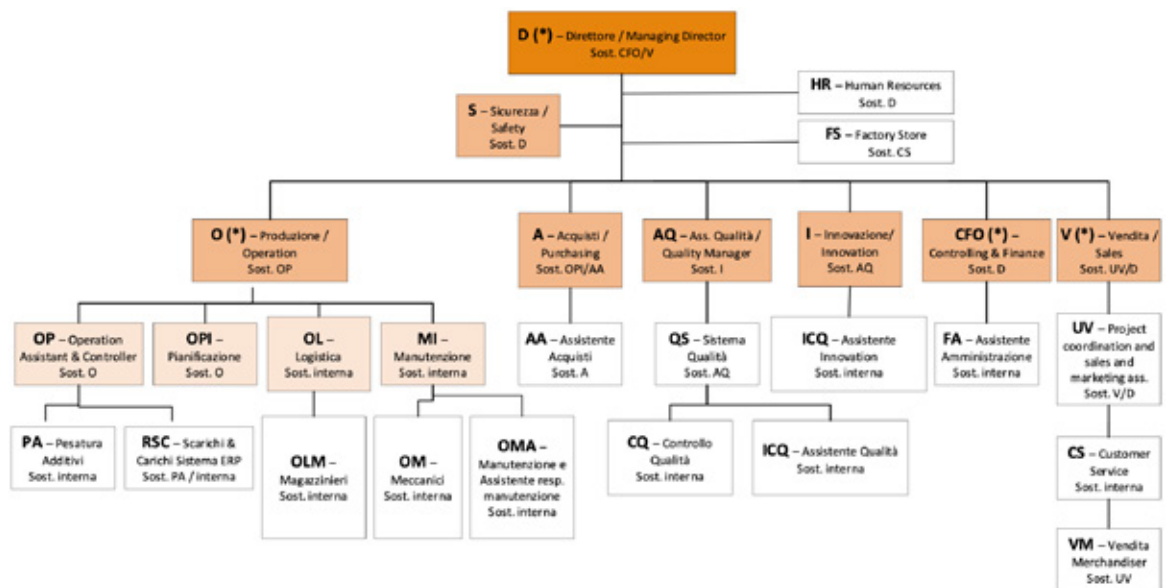 D (*) – Direttore / Managing Director
Sost. CFO/V
HR – Human Resources
Sost. D
S – Sicurezza /
Safety
Sost. D
FS – Factory Store
Sost. CS
O (*) – Produzione /
Operation
Sost. OP
A – Acquisti /
Purchasing
Sost. OPI/AA
AQ – Ass. Qualità /
Quality Manager
Sost. I
I – Innovazione/
Innovation
Sost. AQ
CFO (*) –
Controlling & Finanze
Sost. D
V (*) – Vendita /
Sales
Sost. UV/D
OP – Operation
Assistant & Controller
Sost. O
OPI –
Pianificazione
Sost. O
OL –
Logistica
Sost. interna
MI –
Manutenzione
Sost. interna
AA – Assistente
Acquisti
Sost. A
QS – Sistema
Qualità
Sost. AQ
ICQ – Assistente
Innovation
Sost. interna
FA – Assistente
Amministrazione
Sost. interna
UV – Project
coordination and
sales and
marketing ass.
Sost. V/D
PA – Pesatura
Additivi
Sost. interna
RSC – Scarichi &
Carichi Sistema ERP
Sost. PA / interna
OLM –
Magazzinieri
Sost. interna
OM –
Meccanici
Sost. interna
OMA –
Manutenzione e
Assistente resp.
manutenzione
Sost. interna
CQ – Controllo
Qualità
Sost. interna
ICQ – Assistente Qualità
Sost. interna
CS – Customer
Service
Sost. interna
VM – Vendita
Merchandiser
Sost. UV